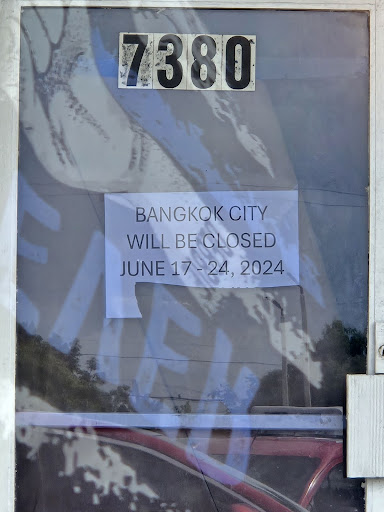 7380
BANGKOK CITY
WILL BE CLOSED
JUNE 17 - 24, 2024